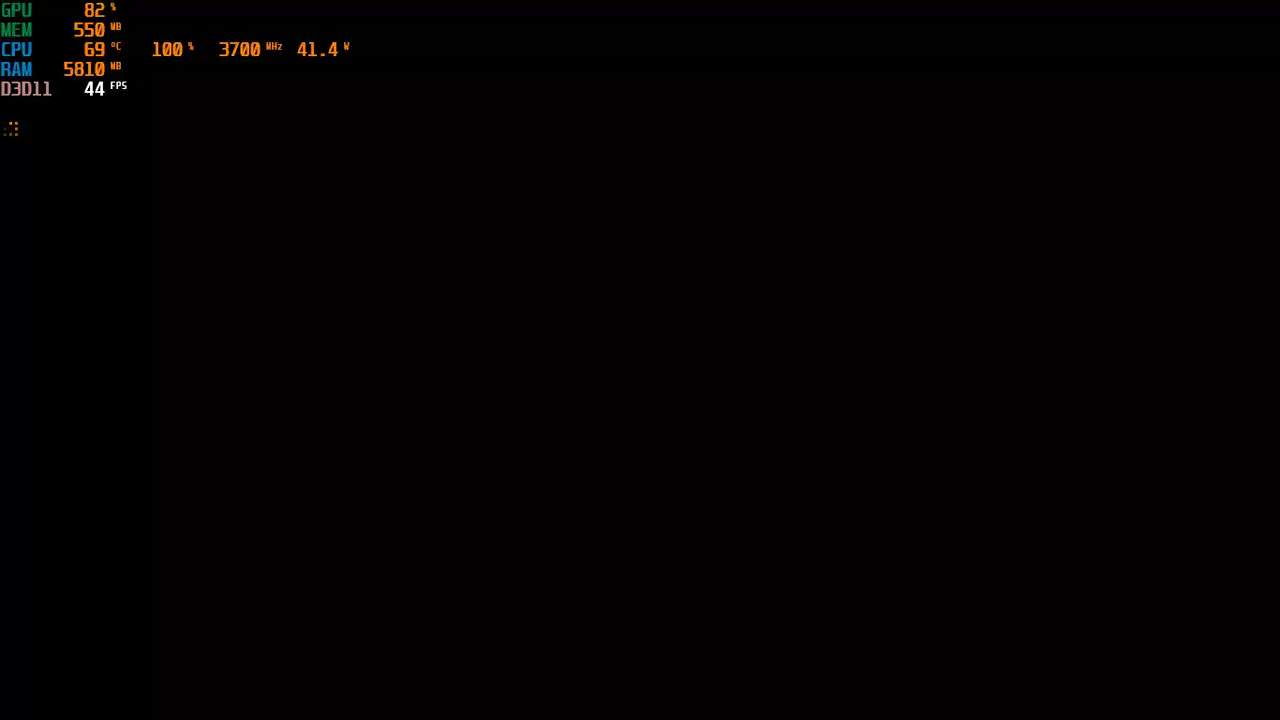 GPU 82 %
MEM 550 MB
CPU 69 °C 100 % 3700 MHz 41.4 W
RAM 5810 MB
D3D11 44 FPS